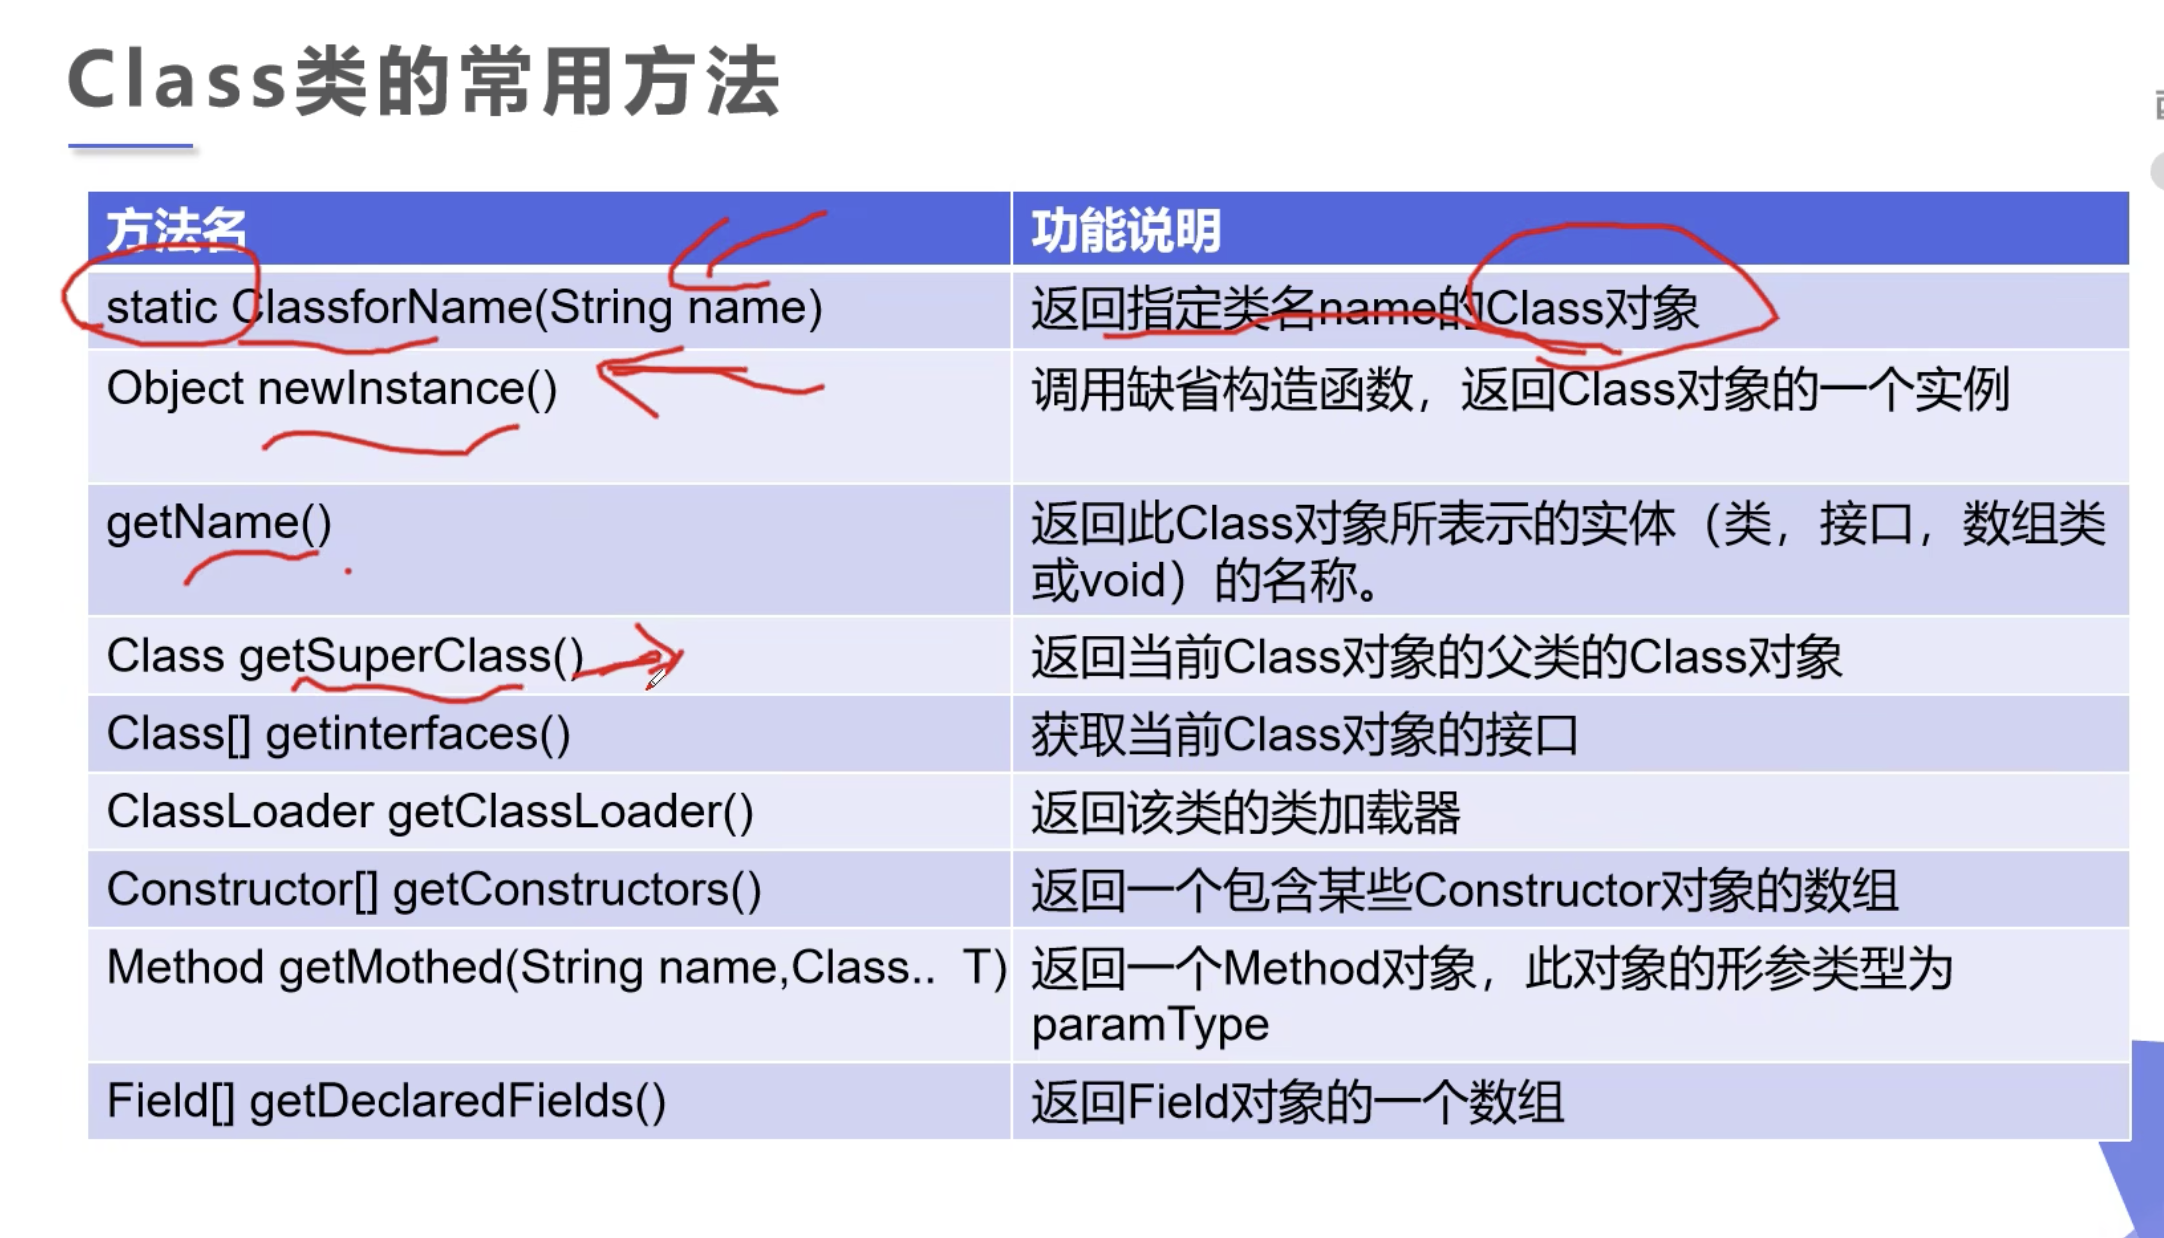 Class类的常用方法
方法名
功能说明
static ClassforName(String name)
返回指定类名name的Class对象
Object newInstance()
调用缺省构造函数，返回Class对象的一个实例
getName()
返回此Class对象所表示的实体（类，接口，数组类
或void）的名称。
Class getSuperClass()
返回当前Class对象的父类的Class对象
Class[] getinterfaces()
获取当前Class对象的接口
ClassLoader getClassLoader()
返回该类的类加载器
Constructor[] getConstructors()
返回一个包含某些Constructor对象的数组
Method getMothed(String name,Class..  T)
返回一个Method对象，此对象的形参类型为
paramType
Field[] getDeclaredFields()
返回Field对象的一个数组